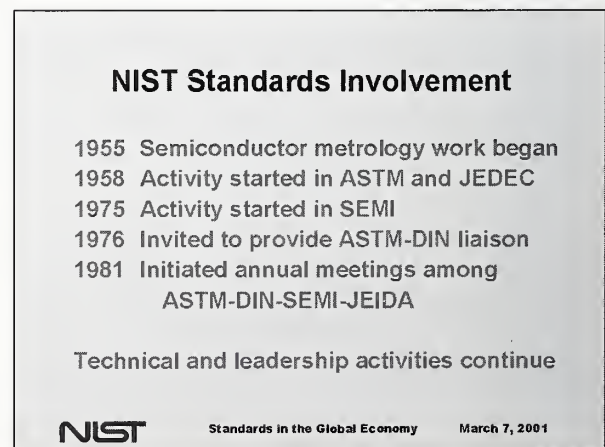 NIST Standards Involvement
1955 Semiconductor metrology work began
1958 Activity started in ASTM and JEDEC
1975 Activity started in SEMI
1976 Invited to provide ASTM-DIN liaison
1981 Initiated annual meetings among
ASTM-DIN-SEMI-JEIDA
Technical and leadership activities continue
NIST Standards in the Global Economy March 7, 2001